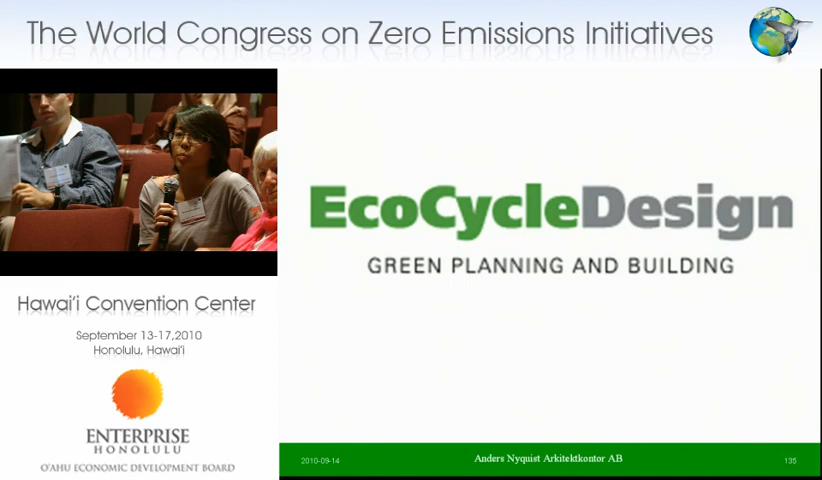 The World Congress on Zero Emissions Initiatives
Hawai'i Convention Center
September 13-17,2010
Honolulu, Hawai'i
ENTERPRISE
HONOLULU
O'AHU ECONOMIC DEVELOPMENT BOARD
EcoCycleDesign
GREEN PLANNING AND BUILDING
2010-09-14
Anders Nyquist Arkitektkontor AB
135